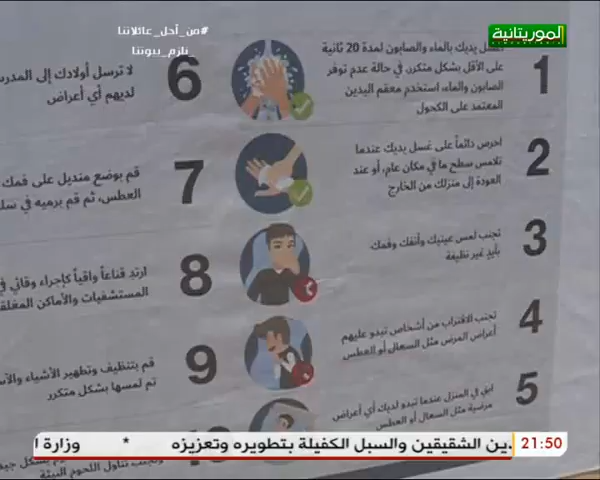 #من_أجل_عائلاتنا
نلزم_بيوتنا
الموريتانية
1
يديك بالماء والصابون لمدة 20 ثانية
على الأقل بشكل متكرر. في حالة عدم توفر
الصابون والماء، استخدم معقم اليدين
المعتمد على الكحول
2
احرص دائماً على غسل يديك عندما
تلامس سطح ما في مكان عام، أو عند
العودة إلى منزلك من الخارج
3
تجنب لمس عينيك وأنفك وفمك
بأيدٍ غير نظيفة
4
تجنب الاقتراب من أشخاص تبدو عليهم
أعراض المرض مثل السعال أو العطس
5
ابق في المنزل عندما تبدو لديك أي أعراض
مرضية مثل السعال أو العطس
6
لا ترسل أولادك إلى
لديهم أي أعراض
7
قم بوضع منديل على فمك
العطس، ثم قم برميه في
8
ارتدِ قناعاً واقياً كإجراء وقائي في
المستشفيات والأماكن
9
قم بتنظيف وتطهير الأشياء
تم لمسها بشكل متكرر
وتجنب تناول اللحوم النيئة
21:50
الشقيقين والسبل الكفيلة بتطويره وتعزيزه * وزارة